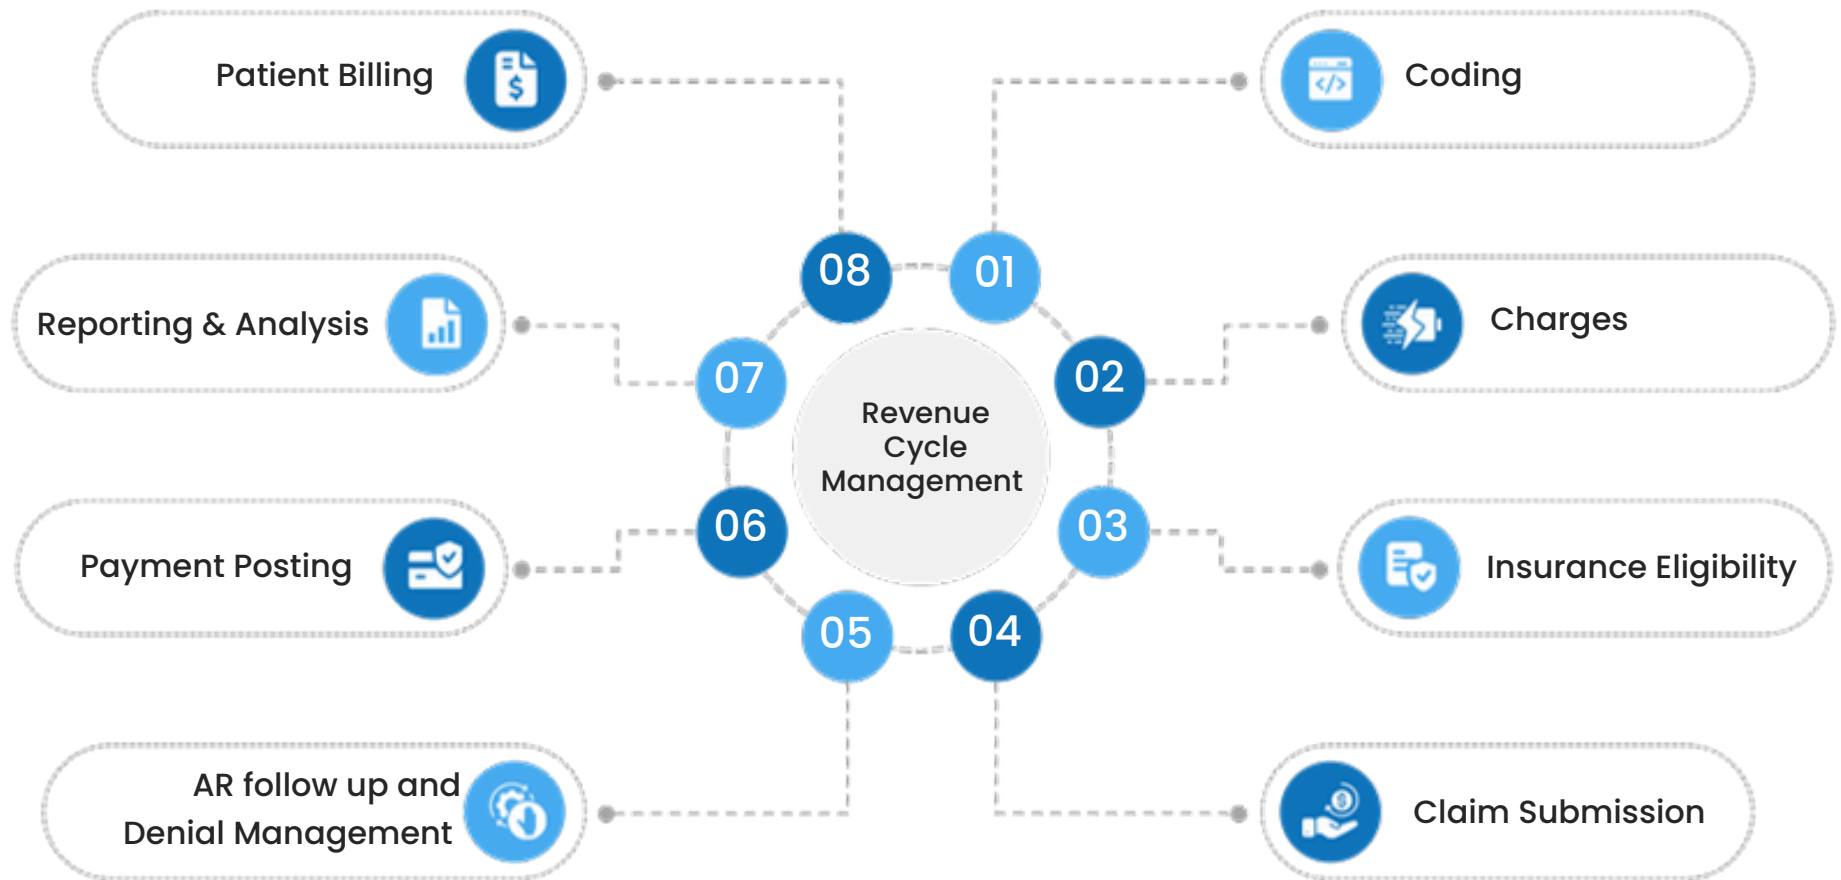 Patient Billing
Coding
08
01
Reporting & Analysis
Charges
07
02
Revenue
Cycle
Management
06
03
Payment Posting
Insurance Eligibility
05
04
AR follow up and
Denial Management
Claim Submission